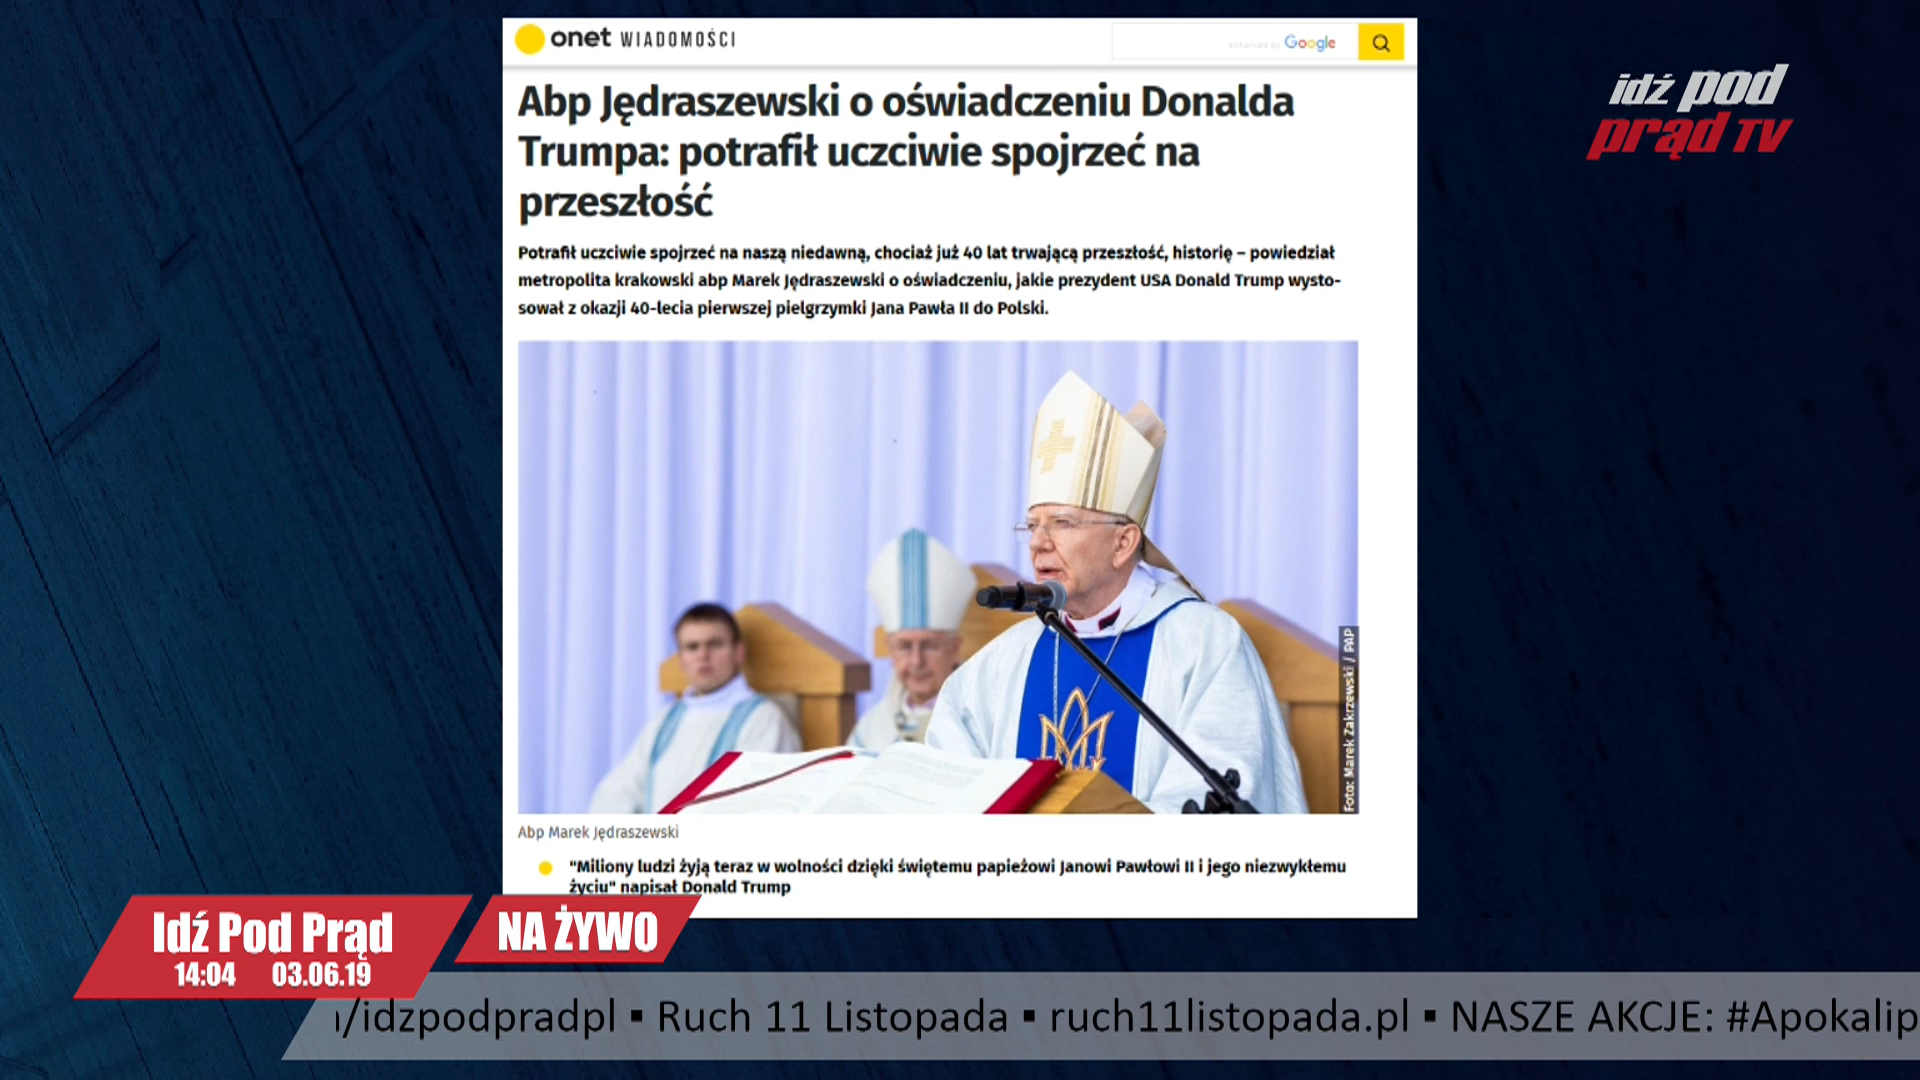 onet WIADOMOŚCI
enhanced by Google
idź pod
prąd TV
Abp Jędraszewski o oświadczeniu Donalda
Trumpa: potrafił uczciwie spojrzeć na
przeszłość
Potrafił uczciwie spojrzeć na naszą niedawną, chociaż już 40 lat trwającą przeszłość, historię – powiedział
metropolita krakowski abp Marek Jędraszewski o oświadczeniu, jakie prezydent USA Donald Trump wysto-
sował z okazji 40-lecia pierwszej pielgrzymki Jana Pawła II do Polski.
Foto: Marek Zakrzewski / PAP
Abp Marek Jędraszewski
"Miliony ludzi żyją teraz w wolności dzięki świętemu papieżowi Janowi Pawłowi II i jego niezwykłemu
życiu" napisał Donald Trump
Idź Pod Prąd
14:04 03.06.19
NA ŻYWO
/idzpodpradpl ▪ Ruch 11 Listopada ▪ ruch11listopada.pl ▪ NASZE AKCJE: #Apokalip